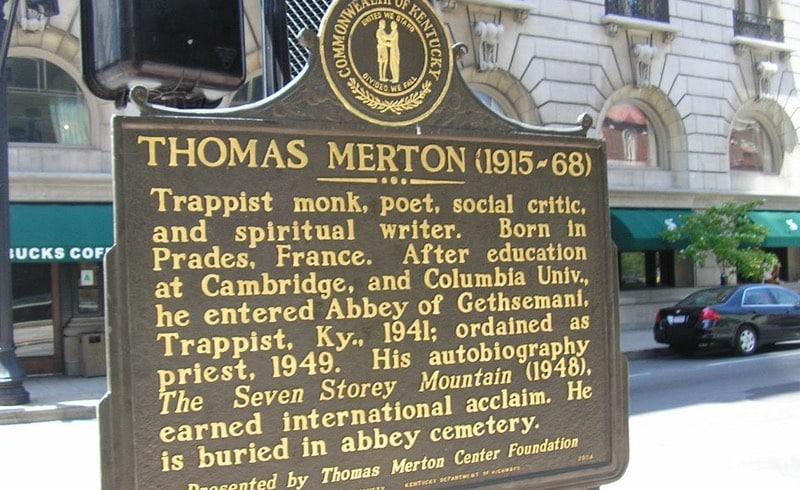 COMMONWEALTH OF KENTUCKY
UNITED WE STAND
DIVIDED WE FALL
THOMAS MERTON (1915~68)
Trappist monk, poet, social critic,
and spiritual writer. Born in
Prades, France. After education
at Cambridge, and Columbia Univ.,
he entered Abbey of Gethsemani,
Trappist, Ky., 1941; ordained as
priest, 1949. His autobiography
The Seven Storey Mountain (1948),
earned international acclaim. He
is buried in abbey cemetery.
Presented by Thomas Merton Center Foundation
KENTUCKY DEPARTMENT OF HIGHWAYS
UCKS COF